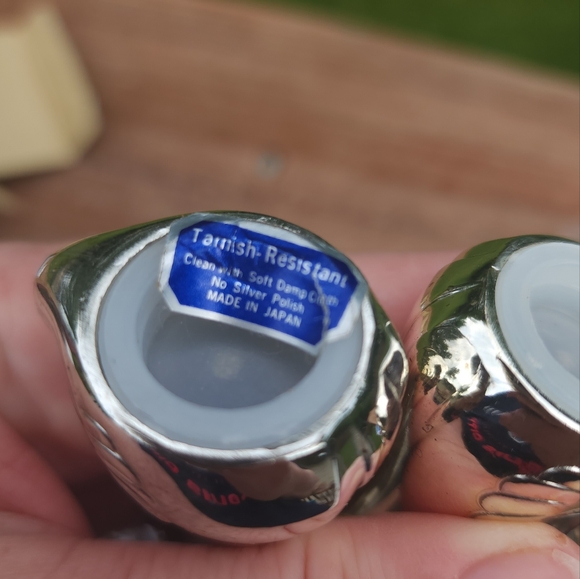 Tarnish-Resistant
Clean with Soft Damp Cloth
No Silver Polish
MADE IN JAPAN